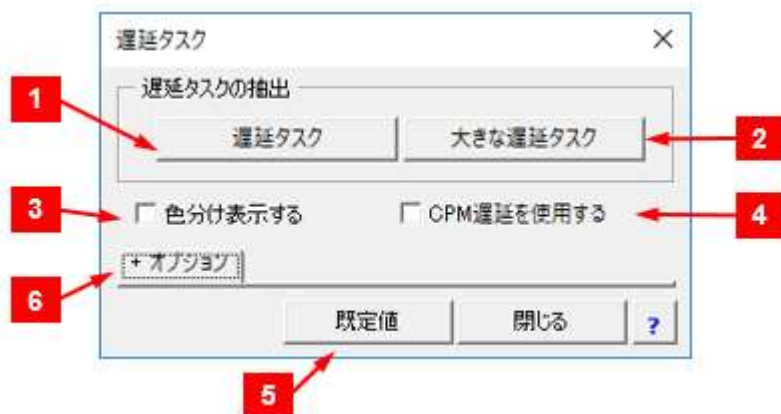 遅延タスク
遅延タスクの抽出
1
遅延タスク 大きな遅延タスク
2
3
色分け表示する CPM遅延を使用する
4
+ オプション
6
既定値 閉じる ?
5